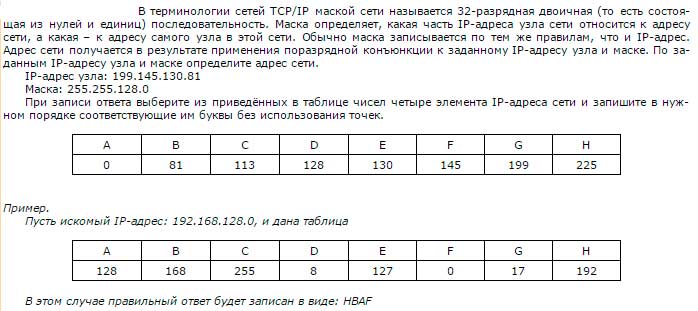 В терминологии сетей TCP/IP маской сети называется 32-разрядная двоичная (то есть состоя-
щая из нулей и единиц) последовательность. Маска определяет, какая часть IP-адреса узла сети относится к адресу
сети, а какая – к адресу самого узла в этой сети. Обычно маска записывается по тем же правилам, что и IP-адрес.
Адрес сети получается в результате применения поразрядной конъюнкции к заданному IP-адресу узла и маске. По за-
данным IP-адресу узла и маске определите адрес сети.
IP-адрес узла: 199.145.130.81
Маска: 255.255.128.0
При записи ответа выберите из приведённых в таблице чисел четыре элемента IP-адреса сети и запишите в нуж-
ном порядке соответствующие им буквы без использования точек.
A B C D E F G H
0 81 113 128 130 145 199 225
Пример.
Пусть искомый IP-адрес: 192.168.128.0, и дана таблица
A B C D E F G H
128 168 255 8 127 0 17 192
В этом случае правильный ответ будет записан в виде: HBAF